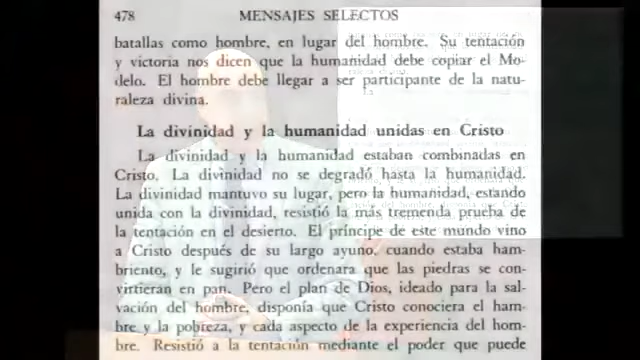 478 MENSAJES SELECTOS
batallas como hombre, en lugar del hombre. Su tentación
y victoria nos dicen que la humanidad debe copiar el Mo-
delo. El hombre debe llegar a ser participante de la natu-
raleza divina.
La divinidad y la humanidad unidas en Cristo
La divinidad y la humanidad estaban combinadas en
Cristo. La divinidad no se degradó hasta la humanidad.
La divinidad mantuvo su lugar, pero la humanidad, estando
unida con la divinidad, resistió la más tremenda prueba de
la tentación en el desierto. El príncipe de este mundo vino
a Cristo después de su largo ayuno, cuando estaba ham-
briento, y le sugirió que ordenara que las piedras se con-
virtieran en pan. Pero el plan de Dios, ideado para la sal-
vación del hombre, disponía que Cristo conociera el ham-
bre y la pobreza, y cada aspecto de la experiencia del hom-
bre. Resistió a la tentación mediante el poder que puede